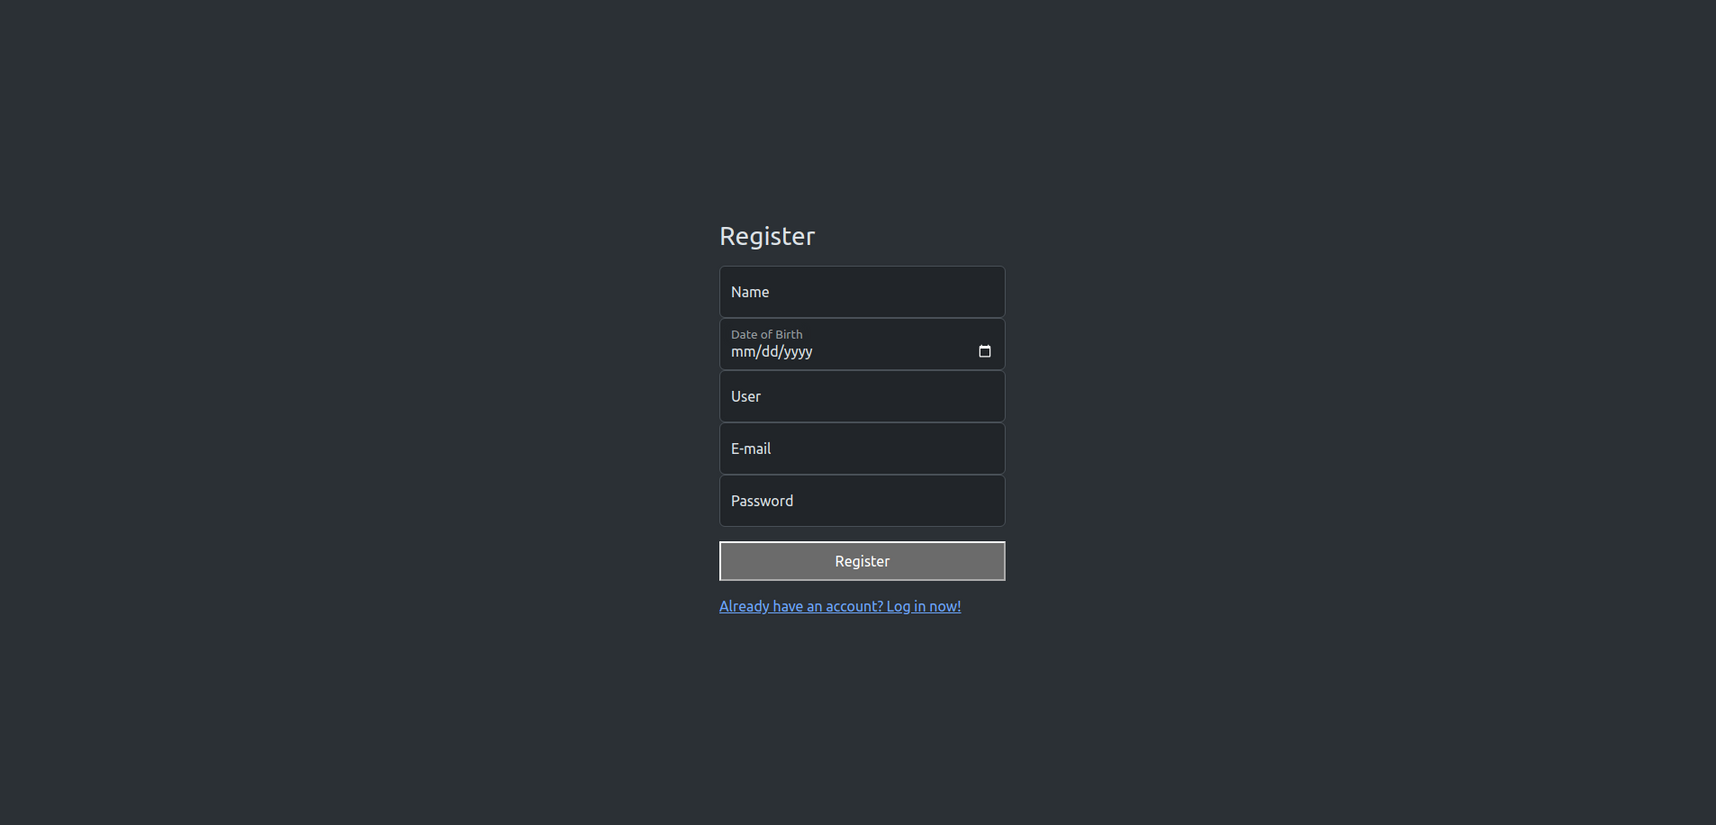 Register
Name
Date of Birth
mm/dd/yyyy
User
E-mail
Password
Register
Already have an account? Log in now!